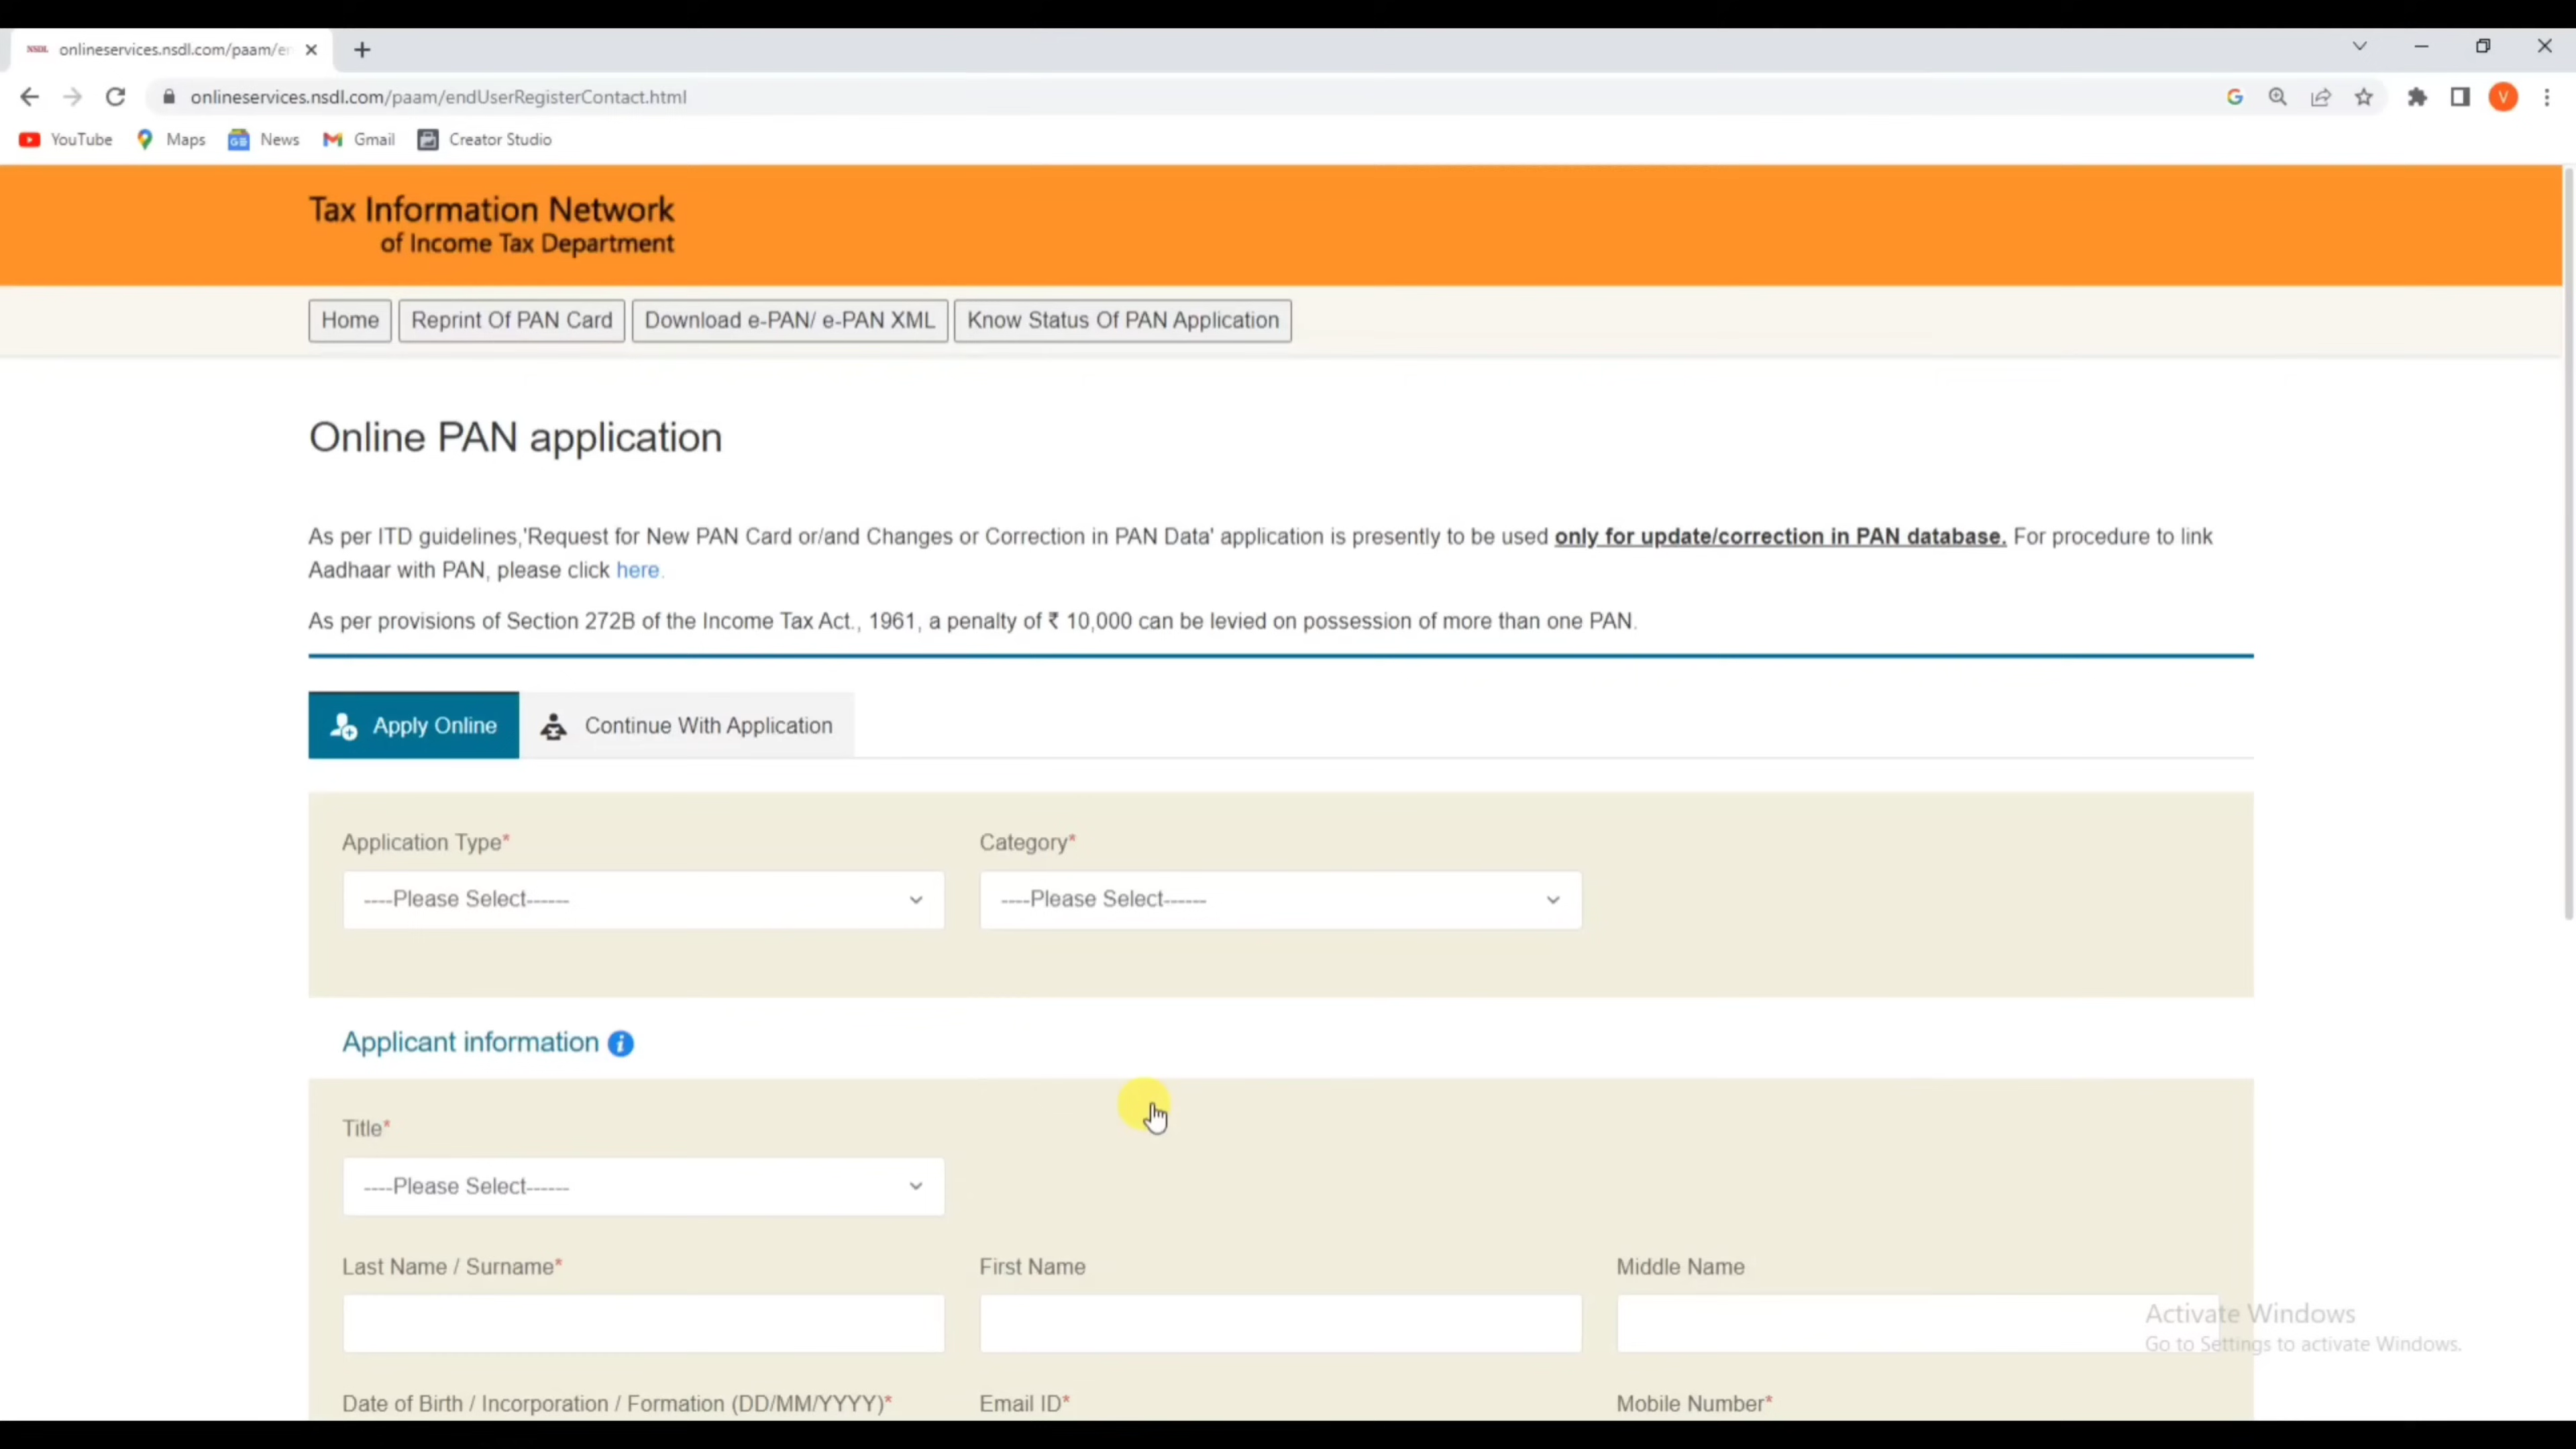 NSDL onlineservices.nsdl.com/paam/en
onlineservices.nsdl.com/paam/endUserRegisterContact.html
YouTube Maps News Gmail Creator Studio
Tax Information Network
of Income Tax Department
Home Reprint Of PAN Card Download e-PAN/ e-PAN XML Know Status Of PAN Application
Online PAN application
As per ITD guidelines,'Request for New PAN Card or/and Changes or Correction in PAN Data' application is presently to be used only for update/correction in PAN database. For procedure to link
Aadhaar with PAN, please click here.
As per provisions of Section 272B of the Income Tax Act., 1961, a penalty of ₹ 10,000 can be levied on possession of more than one PAN.
Apply Online Continue With Application
Application Type* Category*
----Please Select------ ----Please Select------
Applicant information
Title*
----Please Select------
Last Name / Surname* First Name Middle Name
Activate Windows
Go to Settings to activate Windows.
Date of Birth / Incorporation / Formation (DD/MM/YYYY)* Email ID* Mobile Number*